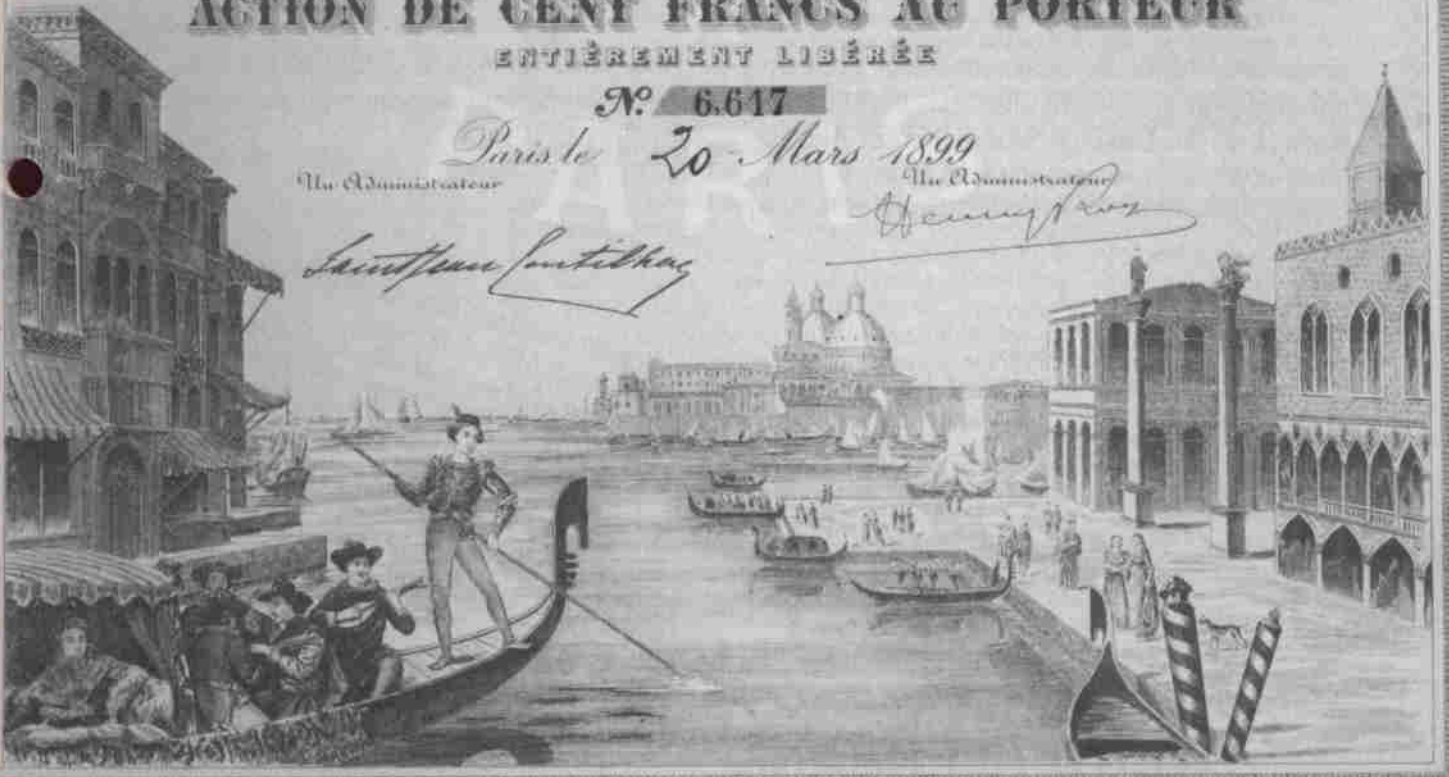 ACTION DE CENT FRANCS AU PORTEUR
ENTIÈREMENT LIBÉRÉE
Nº 6.617
Paris le 20 Mars 1899
Un Administrateur Un Administrateur
PARIS